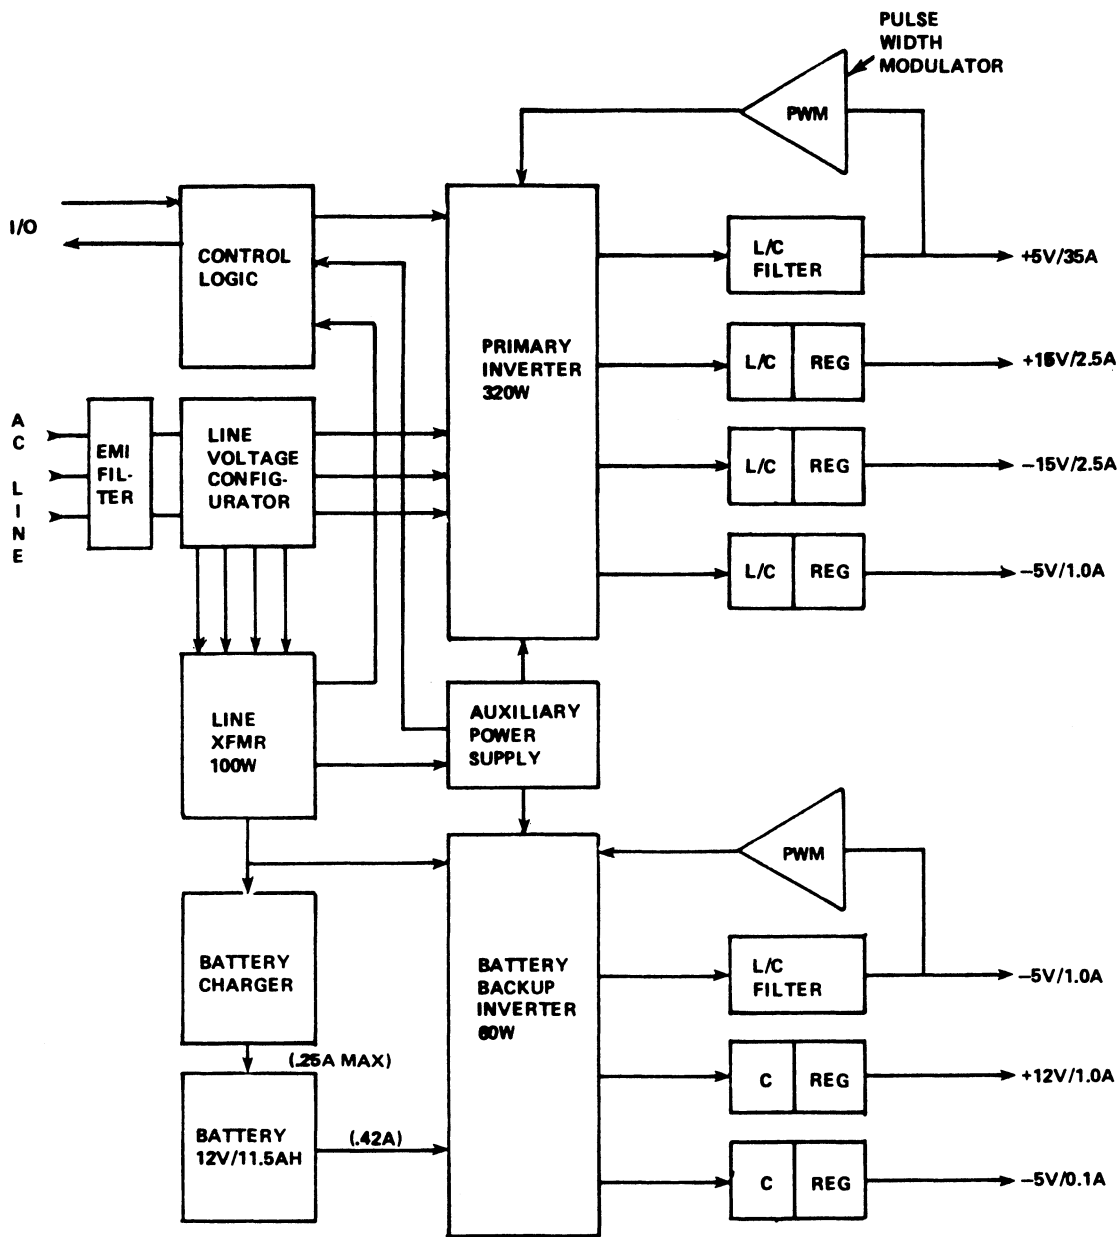 PULSE
WIDTH
MODULATOR
PWM
I/O
CONTROL
LOGIC
L/C
FILTER
+5V/35A
PRIMARY
INVERTER
320W
L/C REG
+15V/2.5A
AC LINE
EMI
FIL-
TER
LINE
VOLTAGE
CONFIG-
URATOR
L/C REG
−15V/2.5A
L/C REG
−5V/1.0A
LINE
XFMR
100W
AUXILIARY
POWER
SUPPLY
PWM
BATTERY
CHARGER
BATTERY
BACKUP
INVERTER
60W
L/C
FILTER
−5V/1.0A
(.25A MAX)
C REG
+12V/1.0A
BATTERY
12V/11.5AH
(.42A)
C REG
−5V/0.1A